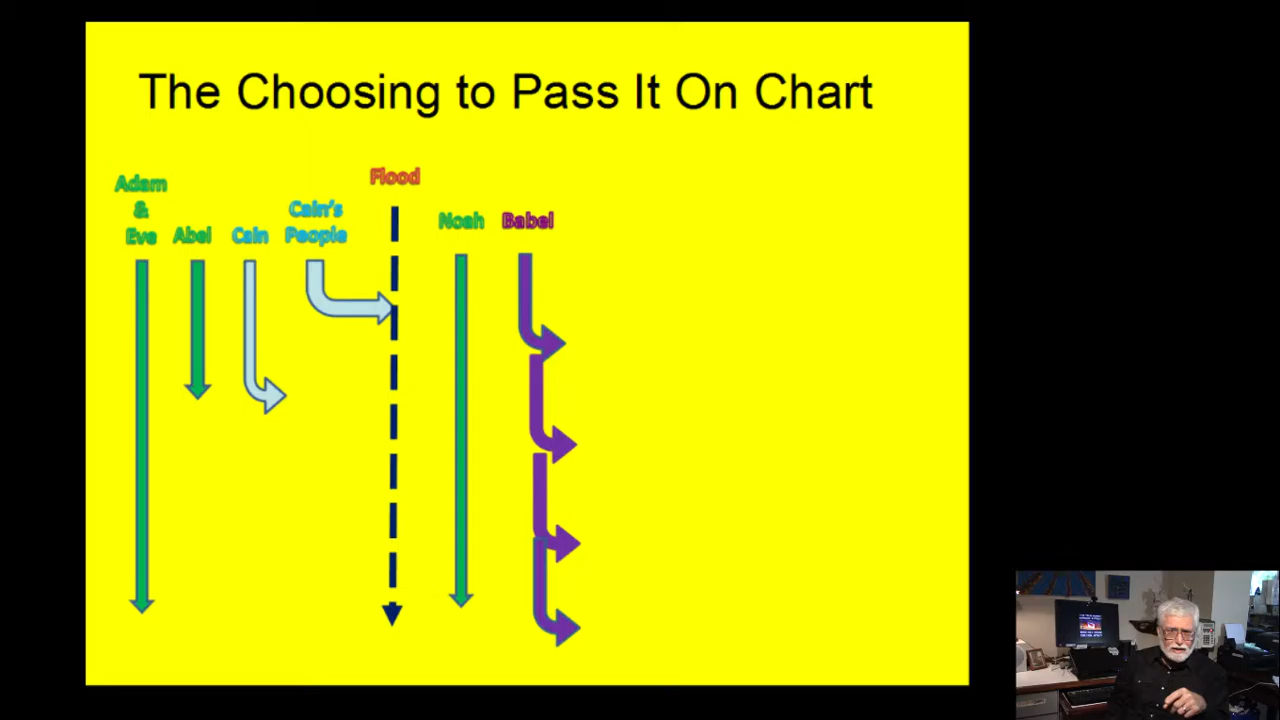 The Choosing to Pass It On Chart
Adam
&
Eve
Abel
Cain
Cain's
People
Flood
Noah
Babel